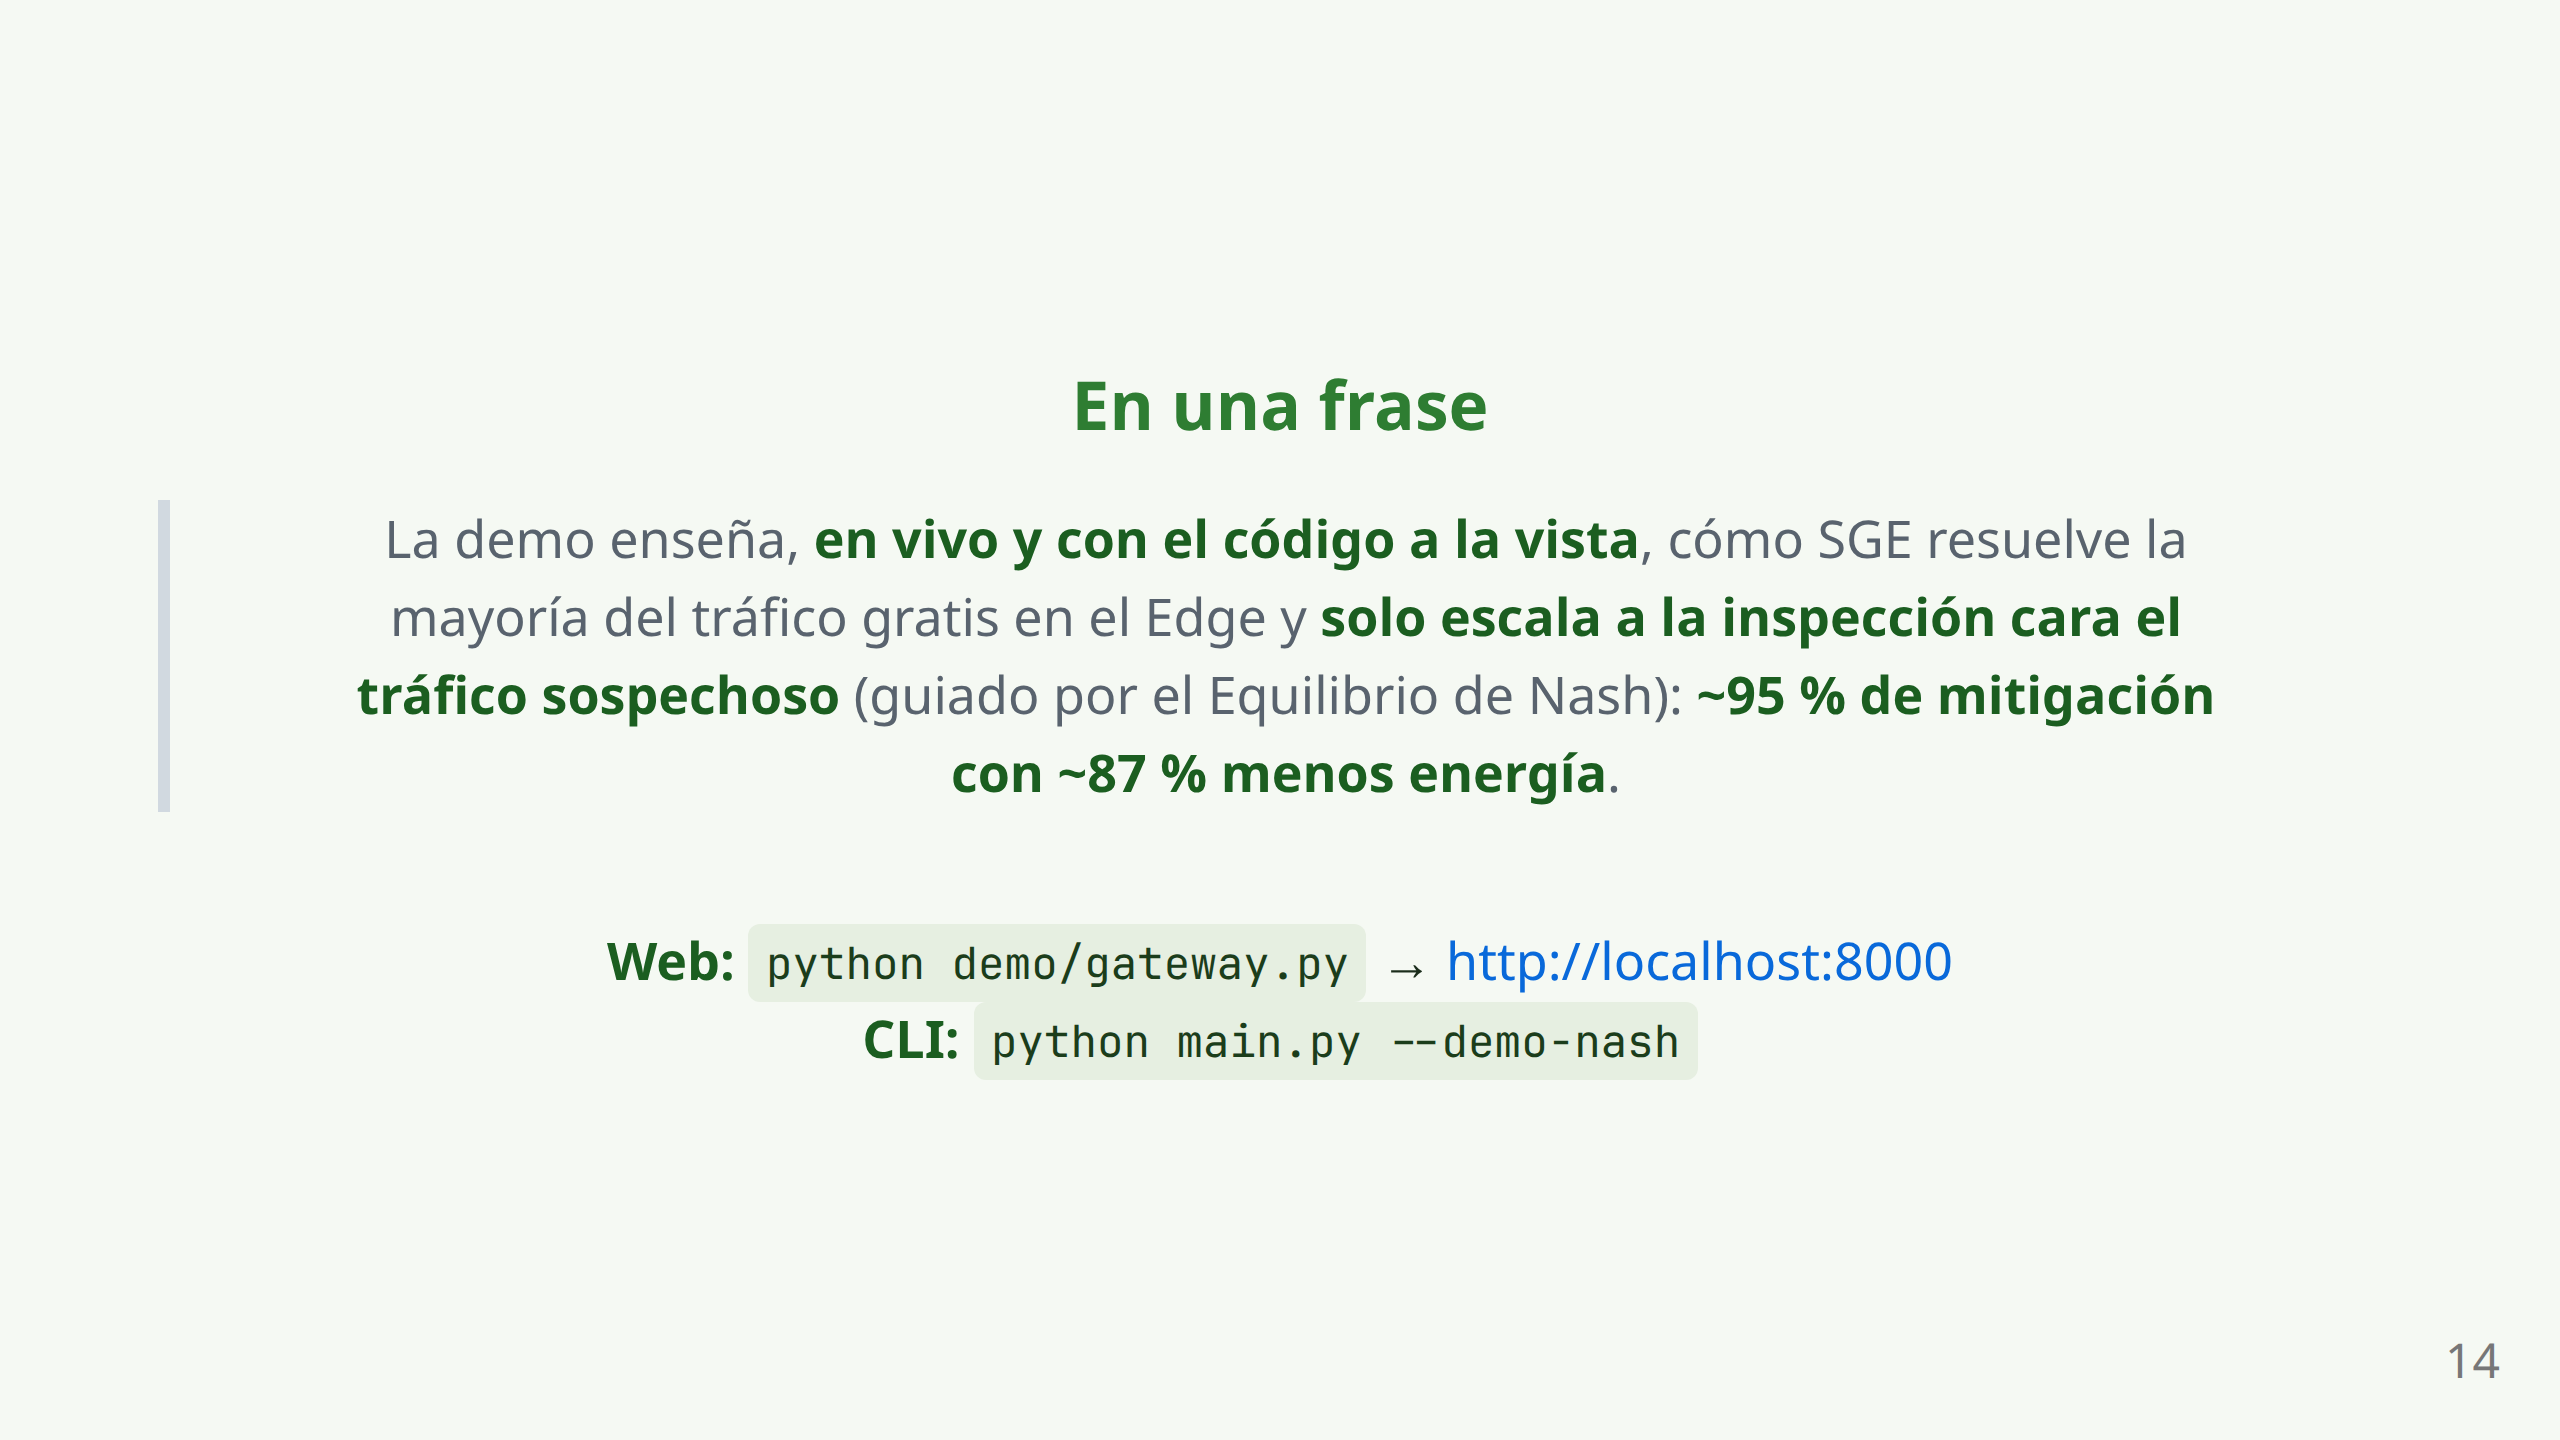 En una frase
La demo enseña, en vivo y con el código a la vista, cómo SGE resuelve la
mayoría del tráfico gratis en el Edge y solo escala a la inspección cara el
tráfico sospechoso (guiado por el Equilibrio de Nash): ~95 % de mitigación
con ~87 % menos energía.
Web: python demo/gateway.py → http://localhost:8000
CLI: python main.py --demo-nash
14